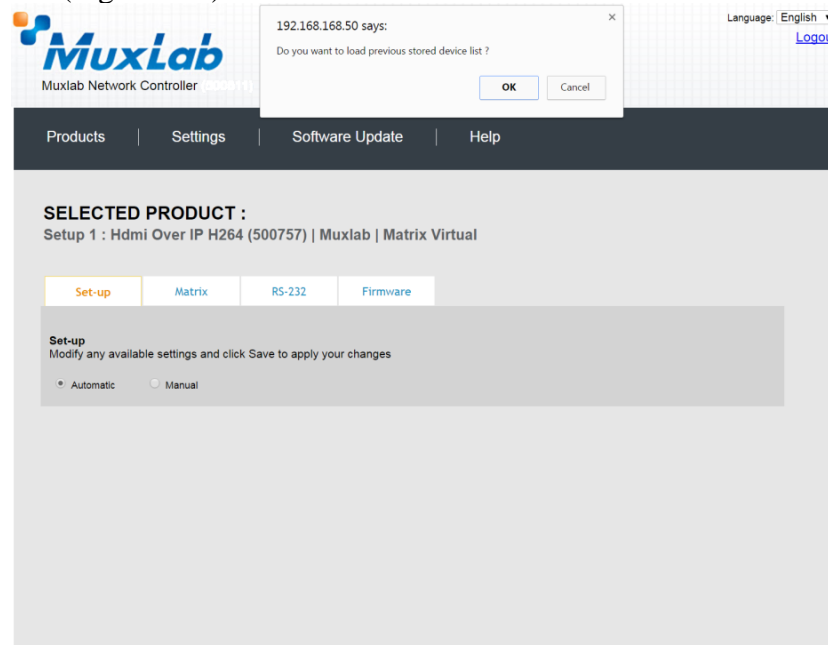 192.168.168.50 says:
×
Do you want to load previous stored device list ?
OK Cancel
Language: English
Logou
MuxLab
Muxlab Network Controller
Products | Settings | Software Update | Help
SELECTED PRODUCT :
Setup 1 : Hdmi Over IP H264 (500757) | Muxlab | Matrix Virtual
Set-up Matrix RS-232 Firmware
Set-up
Modify any available settings and click Save to apply your changes
Automatic Manual